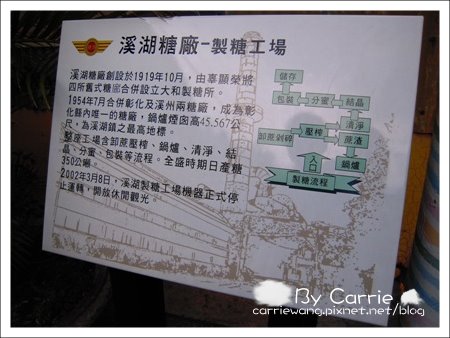 溪湖糖廠-製糖工場
溪湖糖廠創設於1919年10月，由辜顯榮將
四所舊式糖廍合併設立大和製糖所。
1954年7月合併彰化及溪州兩糖廠，成為彰
化縣內唯一的糖廠，鍋爐煙囪高45.567公
尺，為溪湖鎮之最高地標。
整座工場含卸蔗壓榨、鍋爐、清淨、結
晶、分蜜、包裝等流程。全盛時期日產糖
350公噸。
2002年3月8日，溪湖製糖工場機器正式停
止運轉，開放休閒觀光。
儲存
包裝
分蜜
結晶
清淨
卸蔗剁碎
壓榨
蔗渣
入口
鍋爐
製糖流程
By Carrie
carriewang.pixnet.net/blog